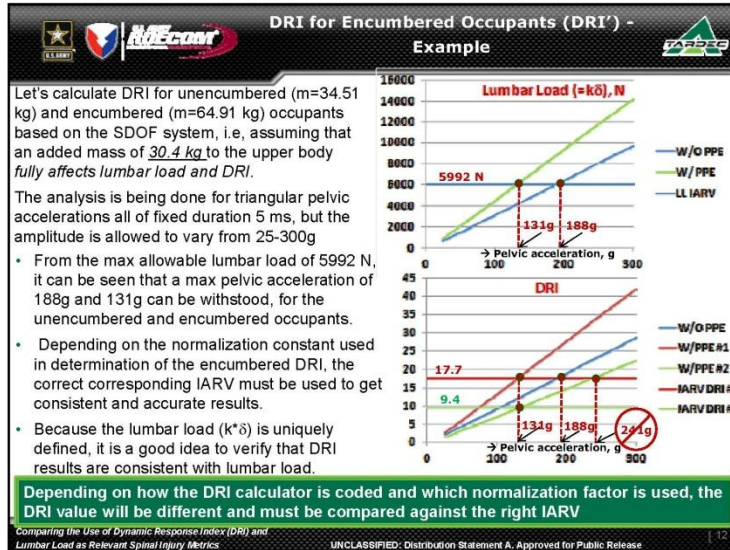 DRI for Encumbered Occupants (DRI’) -
Example
U.S.ARMY
RDECOM
TARDEC
Let's calculate DRI for unencumbered (m=34.51
kg) and encumbered (m=64.91 kg) occupants
based on the SDOF system, i.e, assuming that
an added mass of 30.4 kg to the upper body
fully affects lumbar load and DRI.
The analysis is being done for triangular pelvic
accelerations all of fixed duration 5 ms, but the
amplitude is allowed to vary from 25-300g
• From the max allowable lumbar load of 5992 N,
it can be seen that a max pelvic acceleration of
188g and 131g can be withstood, for the
unencumbered and encumbered occupants.
• Depending on the normalization constant used
in determination of the encumbered DRI, the
correct corresponding IARV must be used to get
consistent and accurate results.
• Because the lumbar load (k*δ) is uniquely
defined, it is a good idea to verify that DRI
results are consistent with lumbar load.
Lumbar Load (=kδ), N
16000
14000
12000
10000
8000
6000
4000
2000
0
5992 N
131g
188g
→ Pelvic acceleration, g
0 100 200 300
W/O PPE
W/ PPE
LL IARV
DRI
45
40
35
30
25
20
15
10
5
0
17.7
9.4
131g
188g
241g
→ Pelvic acceleration, g
0 100 200 300
W/O PPE
W/PPE #1
W/PPE #2
IARV DRI #
IARV DRI #
Depending on how the DRI calculator is coded and which normalization factor is used, the
DRI value will be different and must be compared against the right IARV
Comparing the Use of Dynamic Response Index (DRI) and
Lumbar Load as Relevant Spinal Injury Metrics
UNCLASSIFIED: Distribution Statement A. Approved for Public Release
12